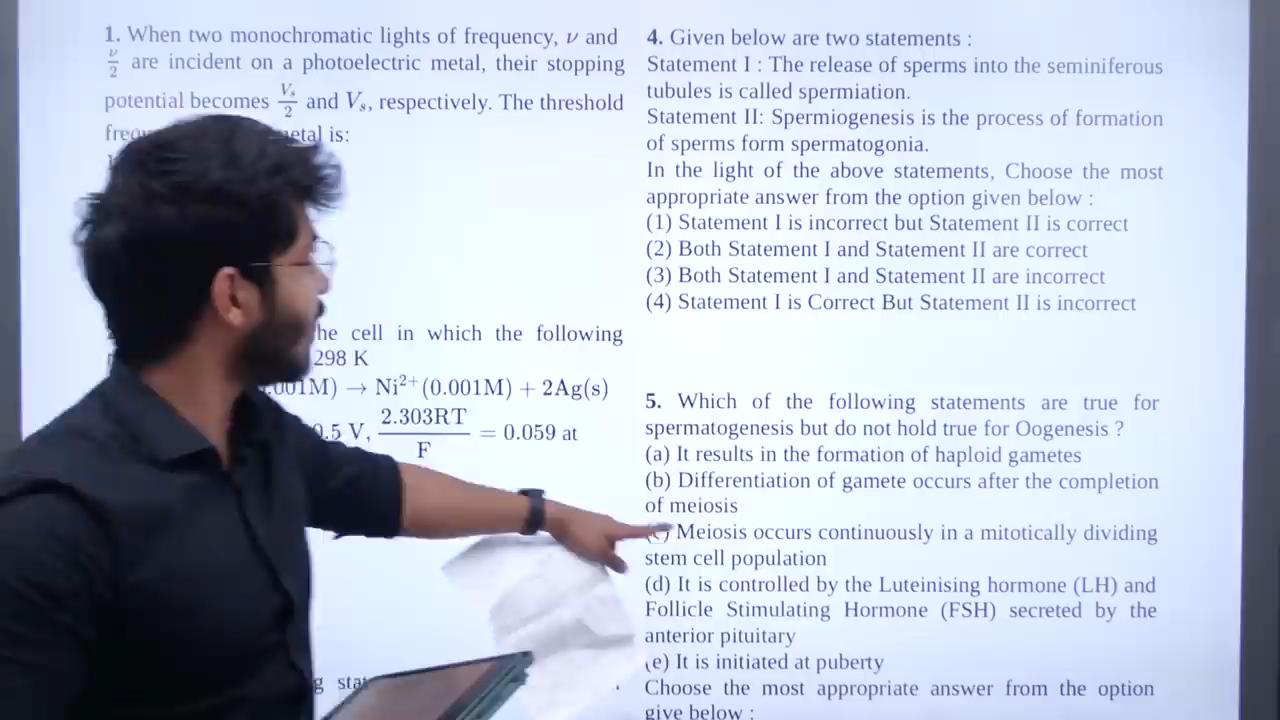 1. When two monochromatic lights of frequency, ν and
ν/2 are incident on a photoelectric metal, their stopping
potential becomes Vₛ/2 and Vₛ, respectively. The threshold
etal is:
he cell in which the following
298 K
.001M) → Ni²⁺(0.001M) + 2Ag(s)
0.5 V, 2.303RT/F = 0.059 at
g sta
4. Given below are two statements :
Statement I : The release of sperms into the seminiferous
tubules is called spermiation.
Statement II: Spermiogenesis is the process of formation
of sperms form spermatogonia.
In the light of the above statements, Choose the most
appropriate answer from the option given below :
(1) Statement I is incorrect but Statement II is correct
(2) Both Statement I and Statement II are correct
(3) Both Statement I and Statement II are incorrect
(4) Statement I is Correct But Statement II is incorrect
5. Which of the following statements are true for
spermatogenesis but do not hold true for Oogenesis ?
(a) It results in the formation of haploid gametes
(b) Differentiation of gamete occurs after the completion
of meiosis
(c) Meiosis occurs continuously in a mitotically dividing
stem cell population
(d) It is controlled by the Luteinising hormone (LH) and
Follicle Stimulating Hormone (FSH) secreted by the
anterior pituitary
(e) It is initiated at puberty
Choose the most appropriate answer from the option
give below :